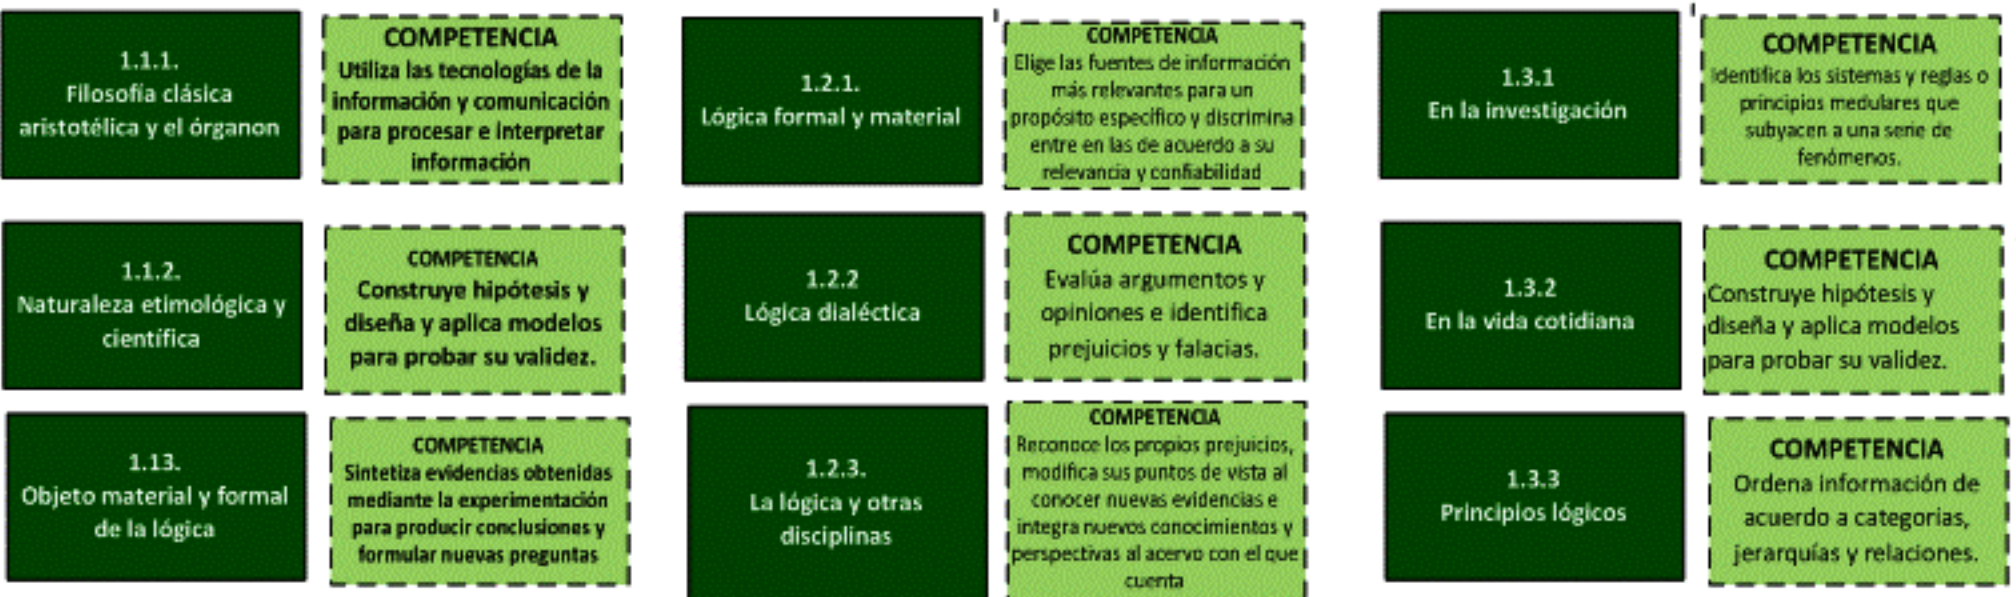 1.1.1.
Filosofía clásica
aristotélica y el órganon
COMPETENCIA
Utiliza las tecnologías de la
información y comunicación
para procesar e interpretar
información
1.2.1.
Lógica formal y material
COMPETENCIA
Elige las fuentes de información
más relevantes para un
propósito específico y discrimina
entre en las de acuerdo a su
relevancia y confiabilidad
1.3.1
En la investigación
COMPETENCIA
Identifica los sistemas y reglas o
principios medulares que
subyacen a una serie de
fenómenos.
1.1.2.
Naturaleza etimológica y
científica
COMPETENCIA
Construye hipótesis y
diseña y aplica modelos
para probar su validez.
1.2.2
Lógica dialéctica
COMPETENCIA
Evalúa argumentos y
opiniones e identifica
prejuicios y falacias.
1.3.2
En la vida cotidiana
COMPETENCIA
Construye hipótesis y
diseña y aplica modelos
para probar su validez.
1.13.
Objeto material y formal
de la lógica
COMPETENCIA
Sintetiza evidencias obtenidas
mediante la experimentación
para producir conclusiones y
formular nuevas preguntas
1.2.3.
La lógica y otras
disciplinas
COMPETENCIA
Reconoce los propios prejuicios,
modifica sus puntos de vista al
conocer nuevas evidencias e
integra nuevos conocimientos y
perspectivas al acervo con el que
cuenta
1.3.3
Principios lógicos
COMPETENCIA
Ordena información de
acuerdo a categorías,
jerarquías y relaciones.